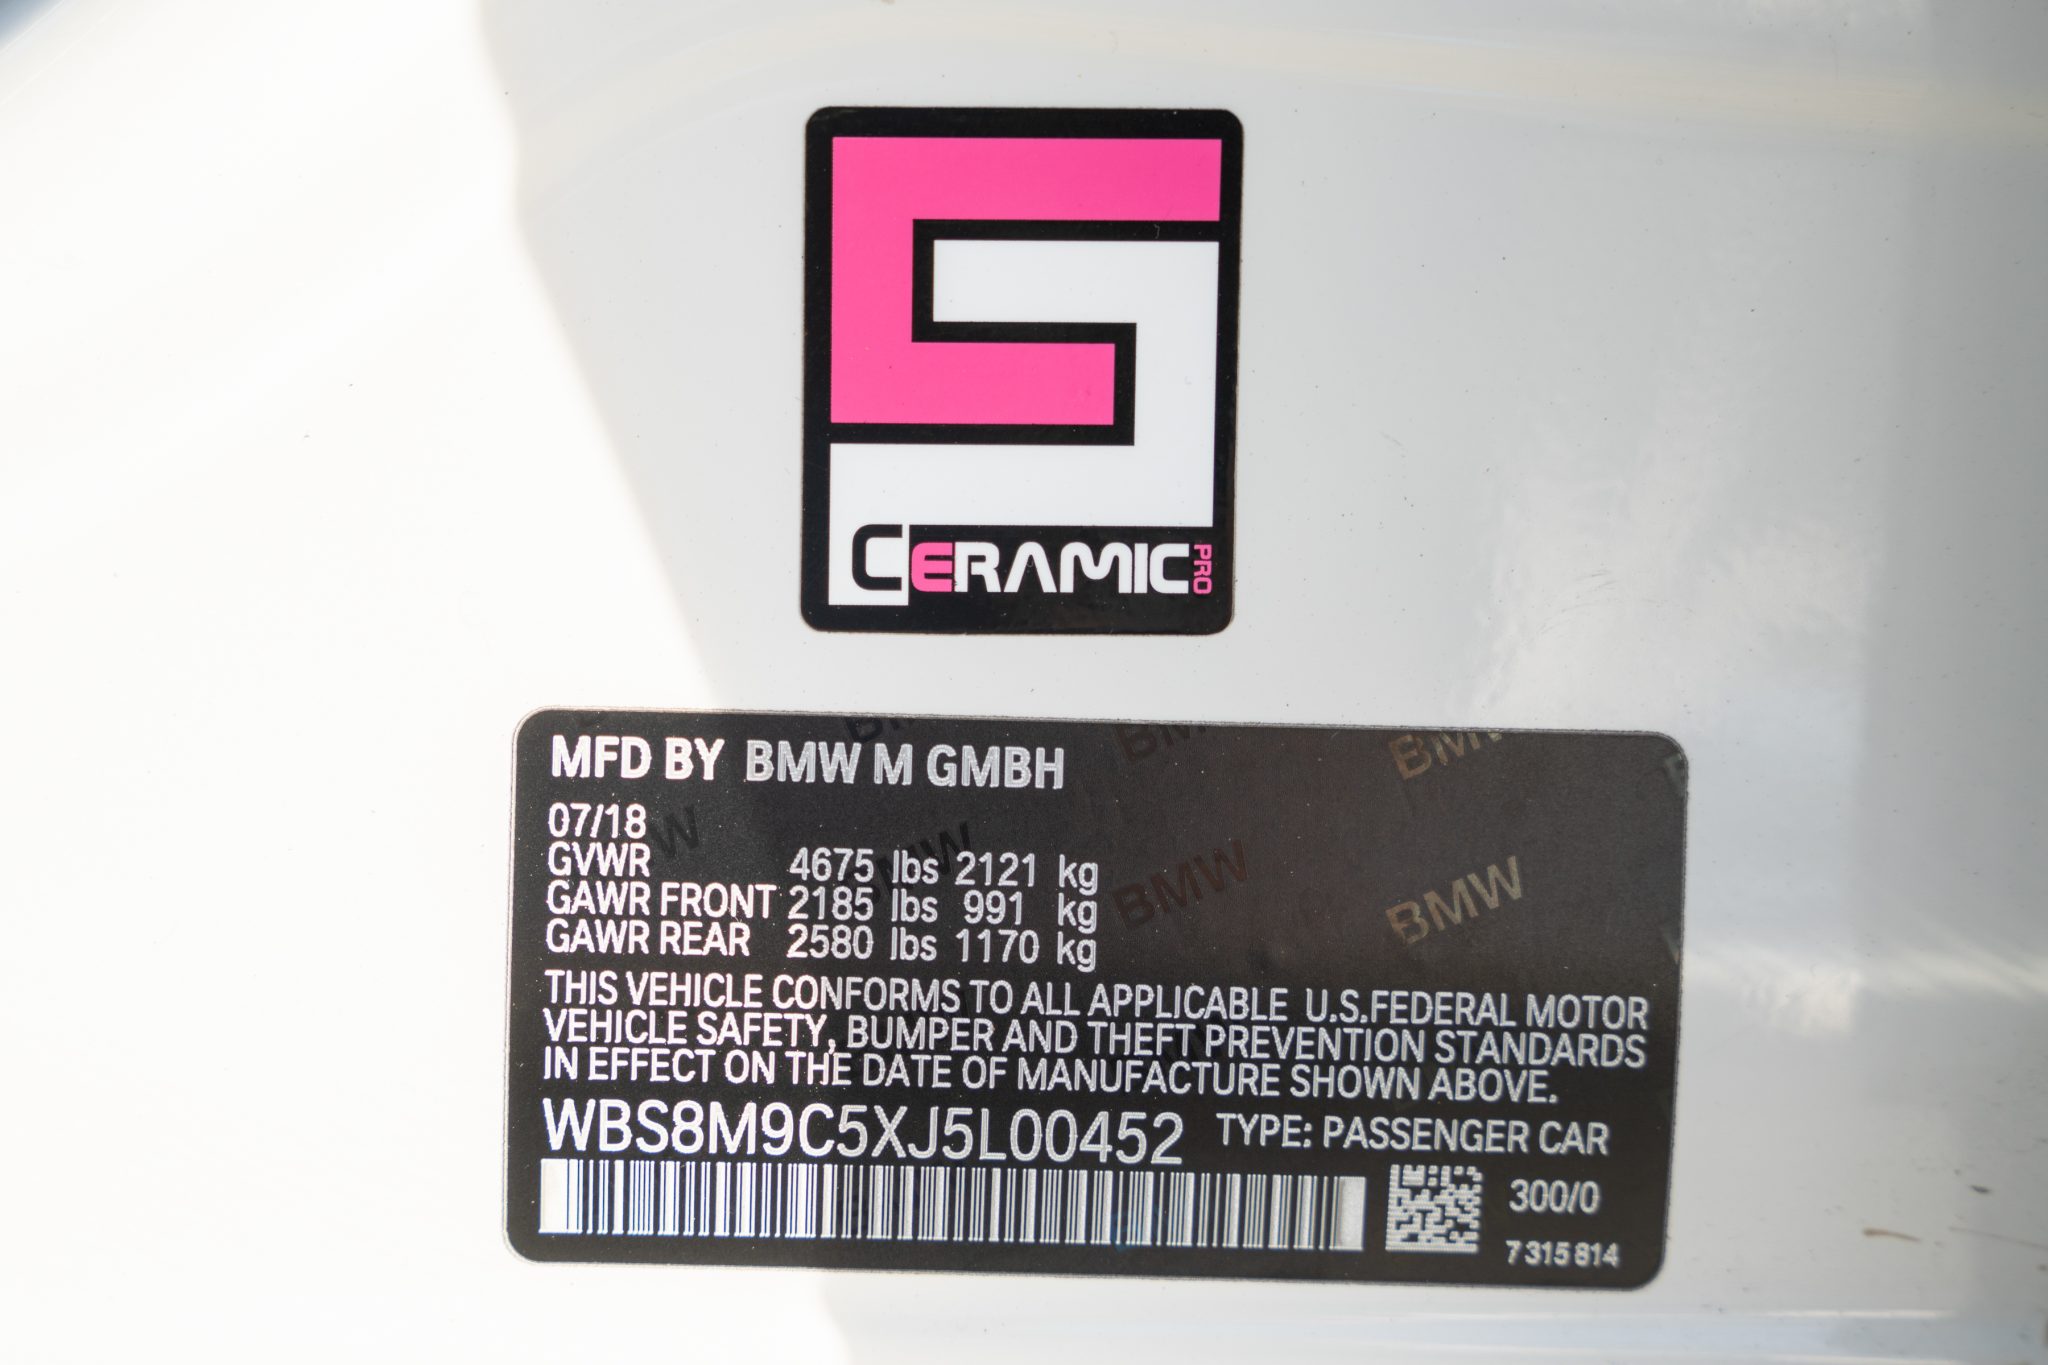 CERAMIC PRO
MFD BY BMW M GMBH
07/18
GVWR 4675 lbs 2121 kg
GAWR FRONT 2185 lbs 991 kg
GAWR REAR 2580 lbs 1170 kg
THIS VEHICLE CONFORMS TO ALL APPLICABLE U.S.FEDERAL MOTOR
VEHICLE SAFETY, BUMPER AND THEFT PREVENTION STANDARDS
IN EFFECT ON THE DATE OF MANUFACTURE SHOWN ABOVE.
WBS8M9C5XJ5L00452 TYPE: PASSENGER CAR
300/0
7 315 814